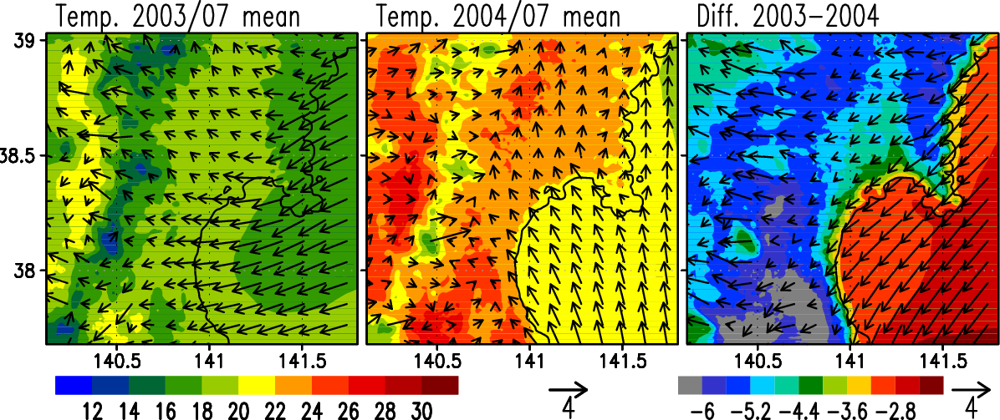 Temp. 2003/07 mean
Temp. 2004/07 mean
Diff. 2003-2004
39
38.5
38
140.5 141 141.5
140.5 141 141.5
140.5 141 141.5
12 14 16 18 20 22 24 26 28 30
4
-6 -5.2 -4.4 -3.6 -2.8
4